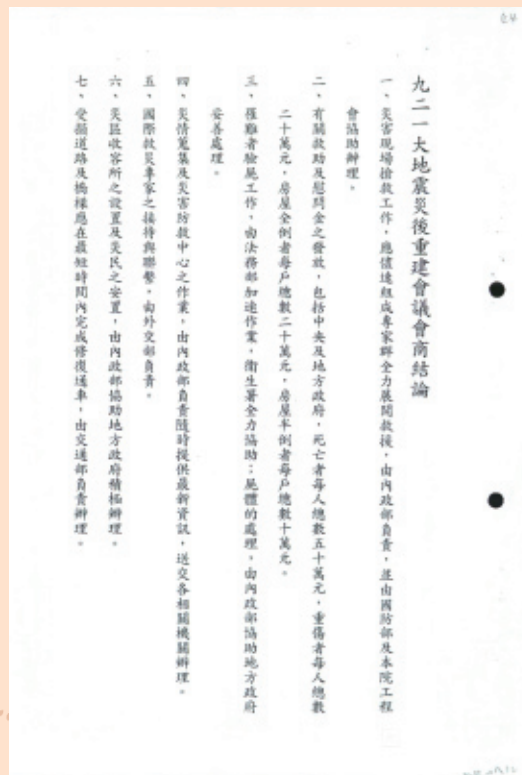 九二一大地震災後重建會議會商結論
一、災害現場搶救工作，應儘速組成專家群全力展開救援，由內政部負責，並由國防部及本院工程
會協助辦理。
二、有關救助及慰問金之發放，包括中央及地方政府，死亡者每人總數五十萬元，重傷者每人總數
二十萬元，房屋全倒者每戶總數二十萬元，房屋半倒者每戶總數十萬元。
三、罹難者驗屍工作，由法務部加速作業，衛生署全力協助；屍體的處理，由內政部協助地方政府
妥善處理。
四、災情蒐集及災害防救中心之作業，由內政部負責隨時提供最新資訊，送交各相關機關辦理。
五、國際救災專家之接待與聯繫，由外交部負責。
六、災區收容所之設置及災民之安置，由內政部協助地方政府積極辦理。
七、受損道路及橋樑應在最短時間內完成修復通車，由交通部負責辦理。